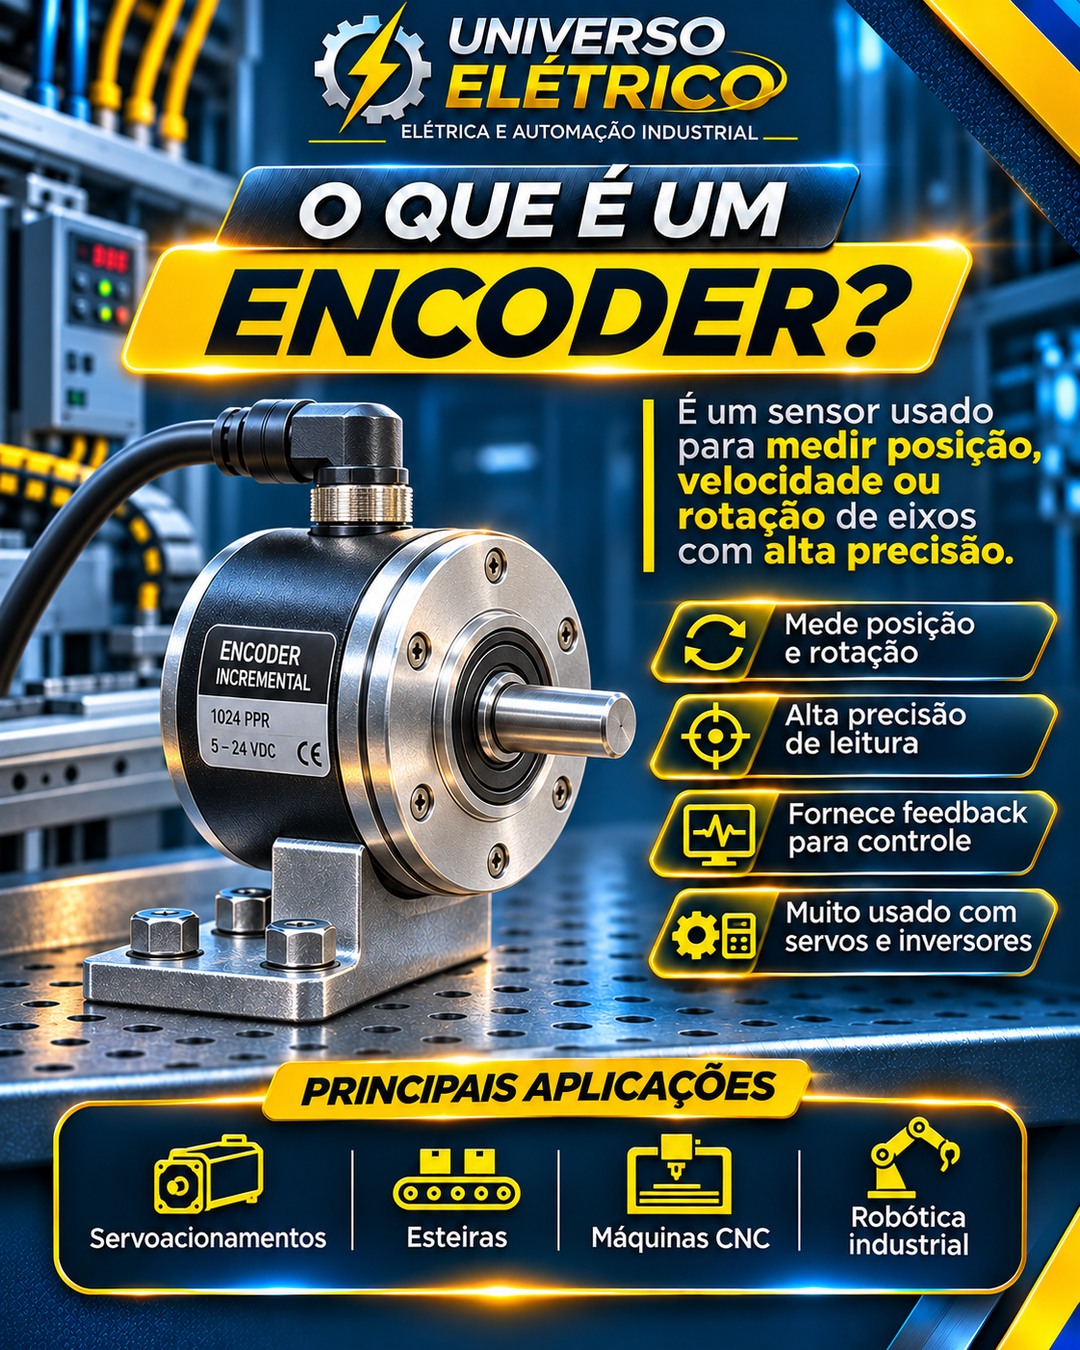 UNIVERSO
ELÉTRICO
ELÉTRICA E AUTOMAÇÃO INDUSTRIAL
O QUE É UM
ENCODER?
É um sensor usado
para medir posição,
velocidade ou
rotação de eixos
com alta precisão.
ENCODER
INCREMENTAL
1024 PPR
5 – 24 VDC CE
Mede posição
e rotação
Alta precisão
de leitura
Fornece feedback
para controle
Muito usado com
servos e inversores
PRINCIPAIS APLICAÇÕES
Servoacionamentos
Esteiras
Máquinas CNC
Robótica
industrial